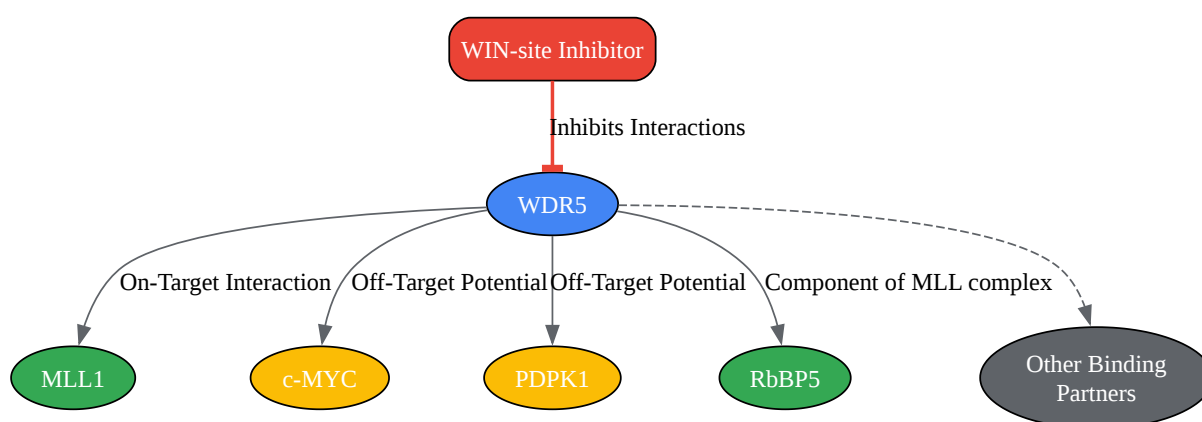 WIN-site Inhibitor
Inhibits Interactions
WDR5
On-Target Interaction
Off-Target Potential
Off-Target Potential
Component of MLL complex
MLL1
c-MYC
PDPK1
RbBP5
Other Binding
Partners